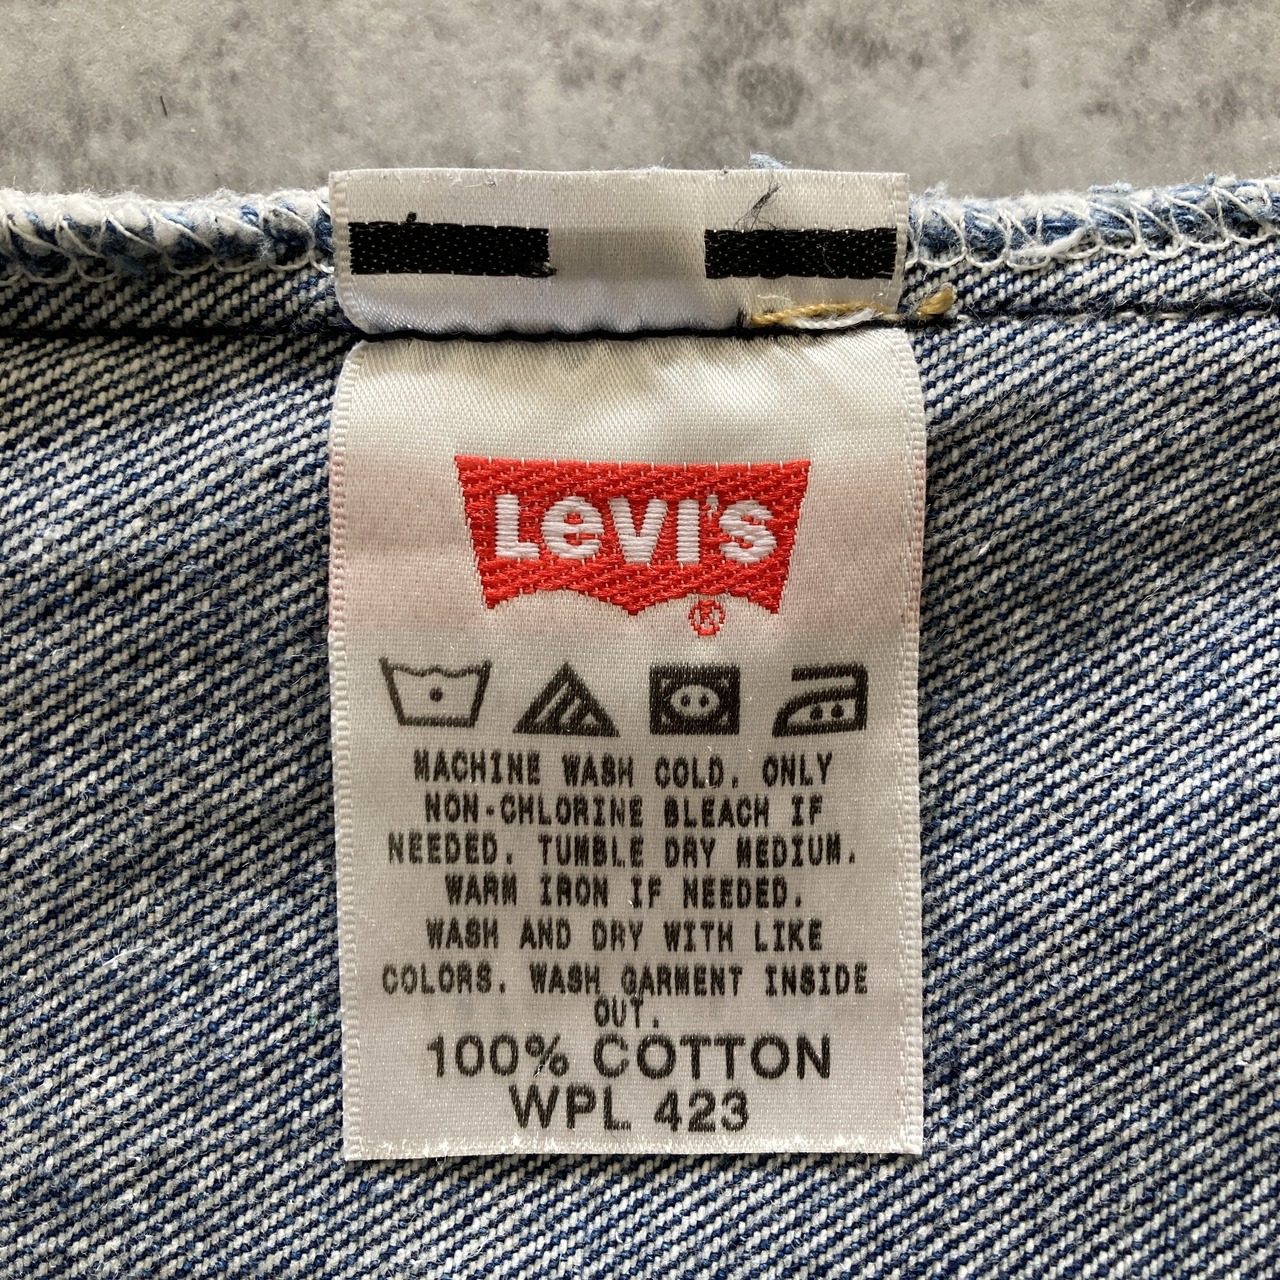 Levi's
®
MACHINE WASH COLD. ONLY
NON-CHLORINE BLEACH IF
NEEDED. TUMBLE DRY MEDIUM.
WARM IRON IF NEEDED.
WASH AND DRY WITH LIKE
COLORS. WASH GARMENT INSIDE
OUT.
100% COTTON
WPL 423